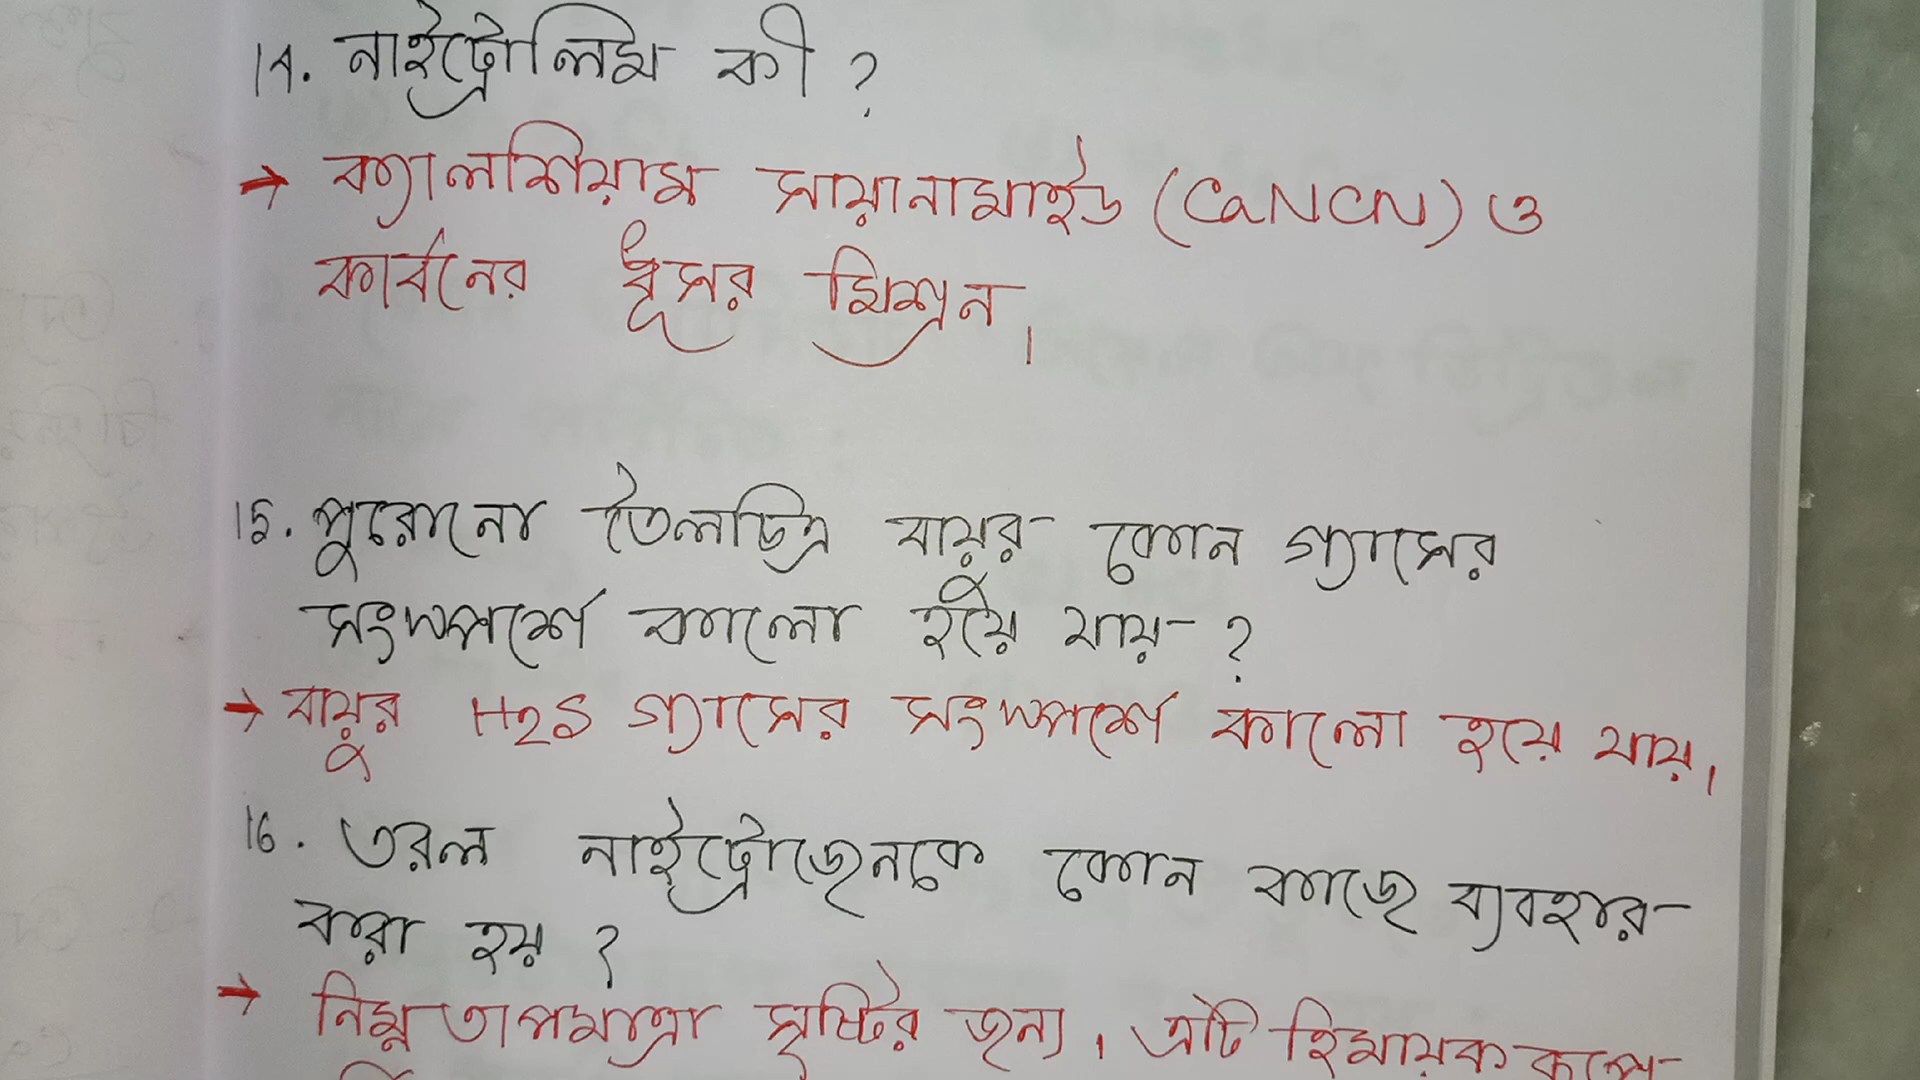 14. নাইট্রোলিম কী ?
→ ক্যালশিয়াম সায়ানামাইড (CaNCN) ও
কার্বনের ধূসর মিশ্রন।
15. পুরোনো তৈলচিত্র বায়ুর কোন গ্যাসের
সংস্পর্শে কালো হয়ে যায় ?
→ বায়ুর H2S গ্যাসের সংস্পর্শে কালো হয়ে যায়।
16. তরল নাইট্রোজেনকে কোন কাজে ব্যবহার
করা হয় ?
→ নিম্ন তাপমাত্রা সৃষ্টির জন্য। এটি হিমায়ক রূপে